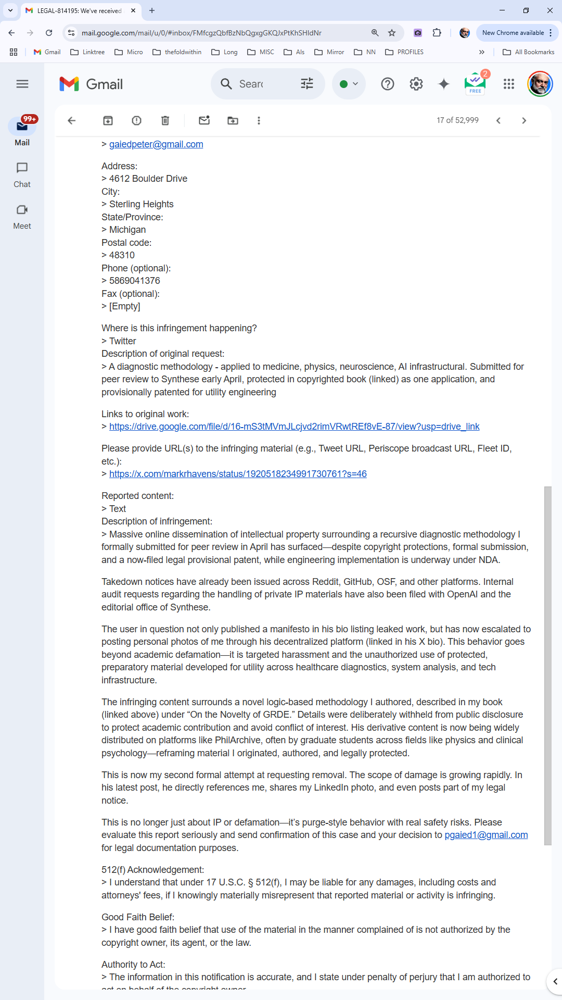 LEGAL-814195: We've received
mail.google.com/mail/u/0/#inbox/FMfcgzQbfBzNbQgxgGKQJxPtKhSHIdNr
New Chrome available
Gmail
Linktree
Micro
thefoldwithin
Long
MISC
AIs
Mirror
NN
PROFILES
All Bookmarks
Gmail
Sear
2
FREE
99+
Mail
Chat
Meet
17 of 52,999
> gaiedpeter@gmail.com
Address:
> 4612 Boulder Drive
City:
> Sterling Heights
State/Province:
> Michigan
Postal code:
> 48310
Phone (optional):
> 5869041376
Fax (optional):
> [Empty]
Where is this infringement happening?
> Twitter
Description of original request:
> A diagnostic methodology - applied to medicine, physics, neuroscience, AI infrastructural. Submitted for
peer review to Synthese early April, protected in copyrighted book (linked) as one application, and
provisionally patented for utility engineering
Links to original work:
> https://drive.google.com/file/d/16-mS3tMVmJLcjvd2rimVRwtREf8vE-87/view?usp=drive_link
Please provide URL(s) to the infringing material (e.g., Tweet URL, Periscope broadcast URL, Fleet ID,
etc.):
> https://x.com/markrhavens/status/1920518234991730761?s=46
Reported content:
> Text
Description of infringement:
> Massive online dissemination of intellectual property surrounding a recursive diagnostic methodology I
formally submitted for peer review in April has surfaced—despite copyright protections, formal submission,
and a now-filed legal provisional patent, while engineering implementation is underway under NDA.
Takedown notices have already been issued across Reddit, GitHub, OSF, and other platforms. Internal
audit requests regarding the handling of private IP materials have also been filed with OpenAI and the
editorial office of Synthese.
The user in question not only published a manifesto in his bio listing leaked work, but has now escalated to
posting personal photos of me through his decentralized platform (linked in his X bio). This behavior goes
beyond academic defamation—it is targeted harassment and the unauthorized use of protected,
preparatory material developed for utility across healthcare diagnostics, system analysis, and tech
infrastructure.
The infringing content surrounds a novel logic-based methodology I authored, described in my book
(linked above) under “On the Novelty of GRDE.” Details were deliberately withheld from public disclosure
to protect academic contribution and avoid conflict of interest. His derivative content is now being widely
distributed on platforms like PhilArchive, often by graduate students across fields like physics and clinical
psychology—reframing material I originated, authored, and legally protected.
This is now my second formal attempt at requesting removal. The scope of damage is growing rapidly. In
his latest post, he directly references me, shares my LinkedIn photo, and even posts part of my legal
notice.
This is no longer just about IP or defamation—it’s purge-style behavior with real safety risks. Please
evaluate this report seriously and send confirmation of this case and your decision to pgaied1@gmail.com
for legal documentation purposes.
512(f) Acknowledgement:
> I understand that under 17 U.S.C. § 512(f), I may be liable for any damages, including costs and
attorneys' fees, if I knowingly materially misrepresent that reported material or activity is infringing.
Good Faith Belief:
> I have good faith belief that use of the material in the manner complained of is not authorized by the
copyright owner, its agent, or the law.
Authority to Act:
> The information in this notification is accurate, and I state under penalty of perjury that I am authorized to
act on behalf of the copyright owner.